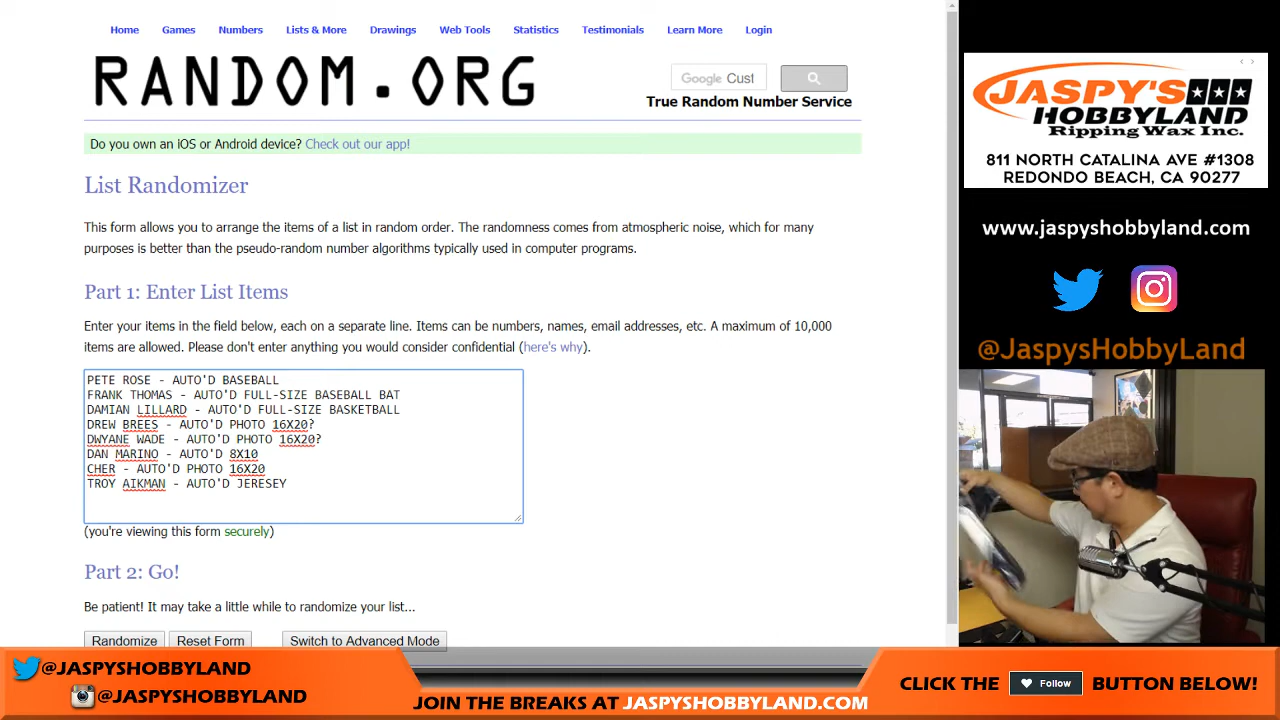 Home Games Numbers Lists & More Drawings Web Tools Statistics Testimonials Learn More Login
RANDOM.ORG
Google Cust
True Random Number Service
Do you own an iOS or Android device? Check out our app!
List Randomizer
This form allows you to arrange the items of a list in random order. The randomness comes from atmospheric noise, which for many
purposes is better than the pseudo-random number algorithms typically used in computer programs.
Part 1: Enter List Items
Enter your items in the field below, each on a separate line. Items can be numbers, names, email addresses, etc. A maximum of 10,000
items are allowed. Please don't enter anything you would consider confidential (here's why).
PETE ROSE - AUTO'D BASEBALL
FRANK THOMAS - AUTO'D FULL-SIZE BASEBALL BAT
DAMIAN LILLARD - AUTO'D FULL-SIZE BASKETBALL
DREW BREES - AUTO'D PHOTO 16X20?
DWYANE WADE - AUTO'D PHOTO 16X20?
DAN MARINO - AUTO'D 8X10
CHER - AUTO'D PHOTO 16X20
TROY AIKMAN - AUTO'D JERESEY
(you're viewing this form securely)
Part 2: Go!
Be patient! It may take a little while to randomize your list...
Randomize Reset Form Switch to Advanced Mode
JASPY'S
HOBBYLAND
Ripping Wax Inc.
811 NORTH CATALINA AVE #1308
REDONDO BEACH, CA 90277
www.jaspyshobbyland.com
@JaspysHobbyLand
@JASPYSHOBBYLAND
@JASPYSHOBBYLAND
JOIN THE BREAKS AT JASPYSHOBBYLAND.COM
CLICK THE Follow BUTTON BELOW!